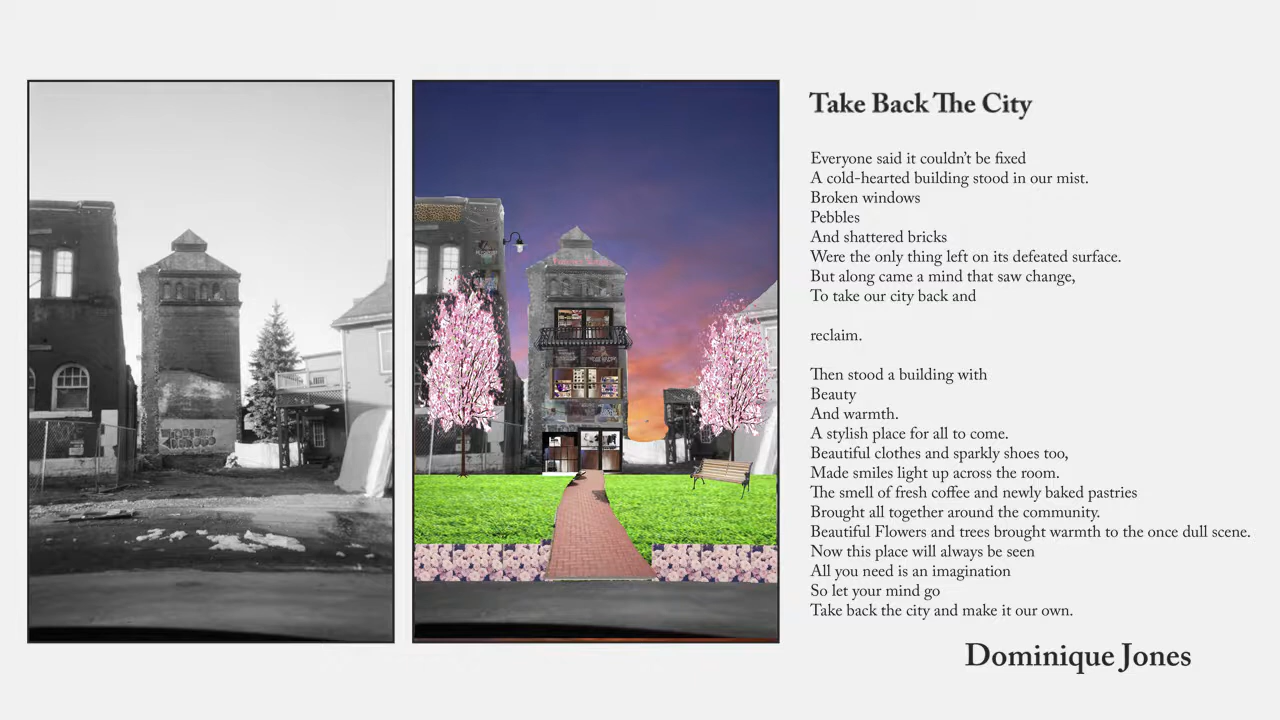 Take Back The City
Everyone said it couldn't be fixed
A cold-hearted building stood in our mist.
Broken windows
Pebbles
And shattered bricks
Were the only thing left on its defeated surface.
But along came a mind that saw change,
To take our city back and
reclaim.
Then stood a building with
Beauty
And warmth.
A stylish place for all to come.
Beautiful clothes and sparkly shoes too,
Made smiles light up across the room.
The smell of fresh coffee and newly baked pastries
Brought all together around the community.
Beautiful Flowers and trees brought warmth to the once dull scene.
Now this place will always be seen
All you need is an imagination
So let your mind go
Take back the city and make it our own.
Dominique Jones